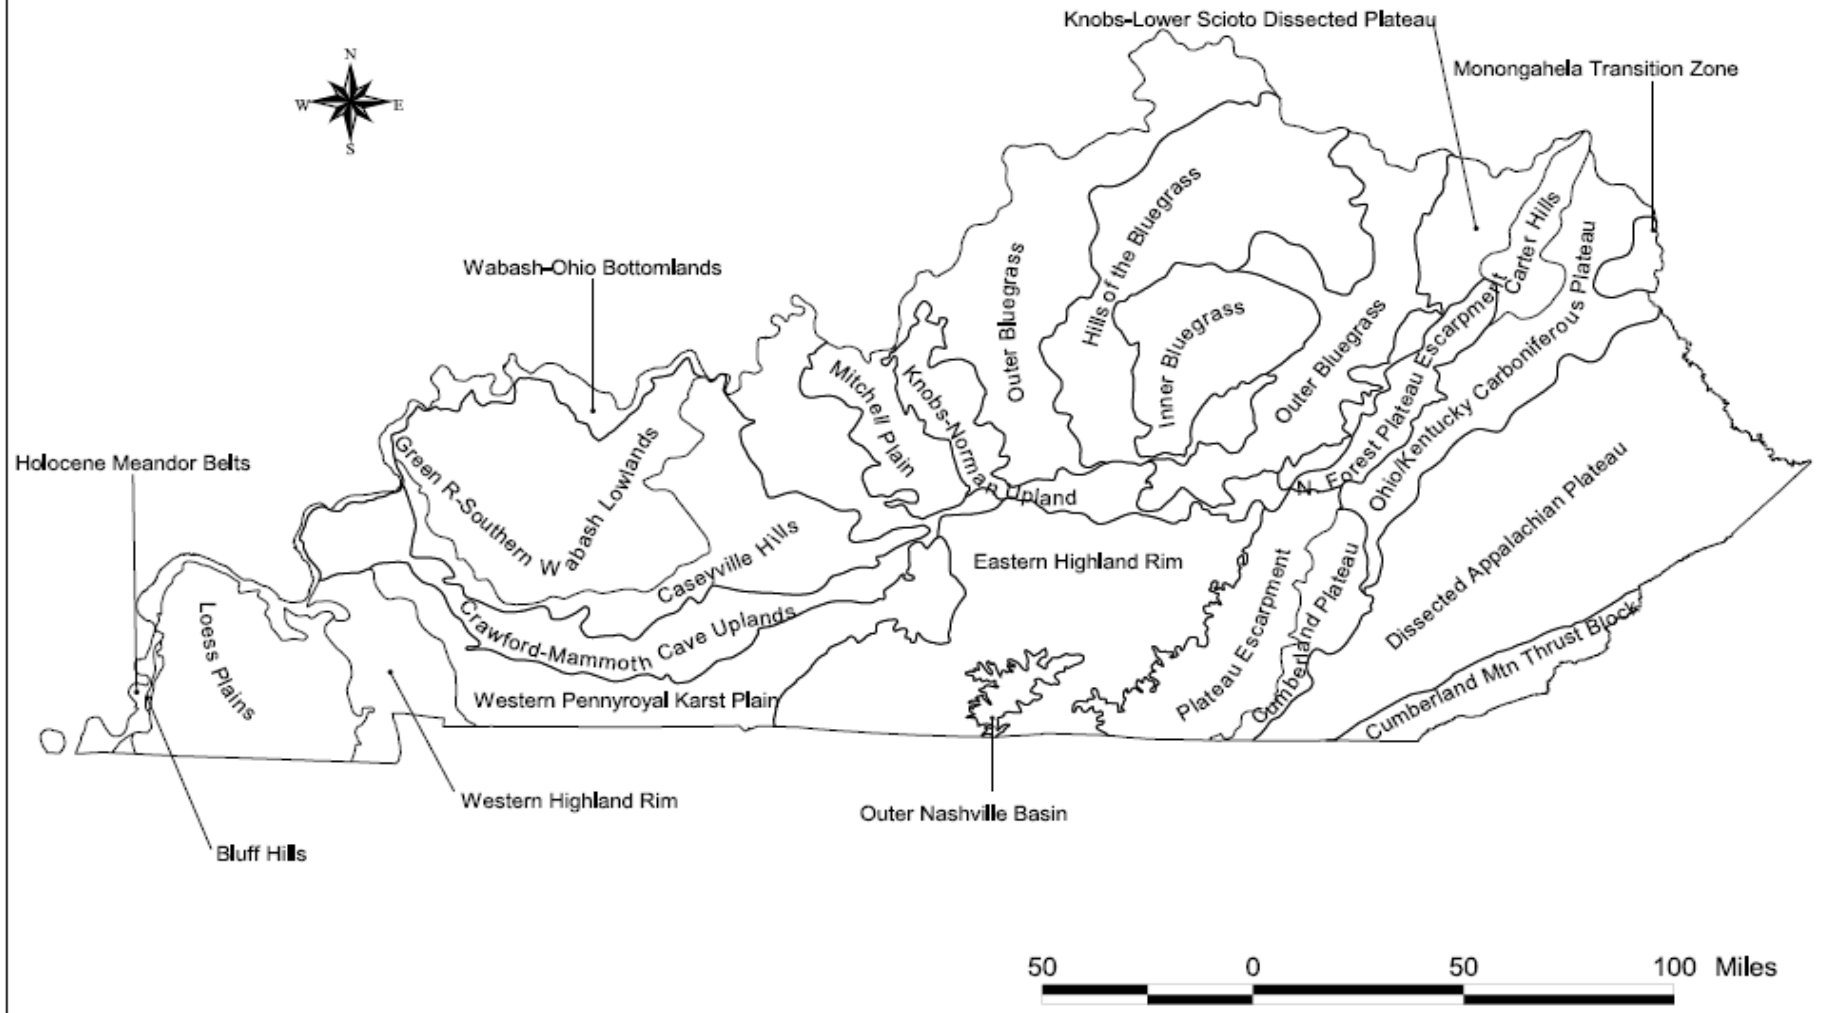 Knobs-Lower Scioto Dissected Plateau
Monongahela Transition Zone
N
W E
S
Wabash-Ohio Bottomlands
Holocene Meandor Belts
Green R-Southern Wabash Lowlands
Mitchell Plain
Knobs-Norman Upland
Outer Bluegrass
Hills of the Bluegrass
Inner Bluegrass
Outer Bluegrass
N. Forest Plateau Escarpment
Carter Hills
Ohio/Kentucky Carboniferous Plateau
Loess Plains
Caseyville Hills
Crawford-Mammoth Cave Uplands
Eastern Highland Rim
Plateau Escarpment
Cumberland Plateau
Dissected Appalachian Plateau
Cumberland Mtn Thrust Block
Western Pennyroyal Karst Plain
Western Highland Rim
Outer Nashville Basin
Bluff Hills
50 0 50 100 Miles